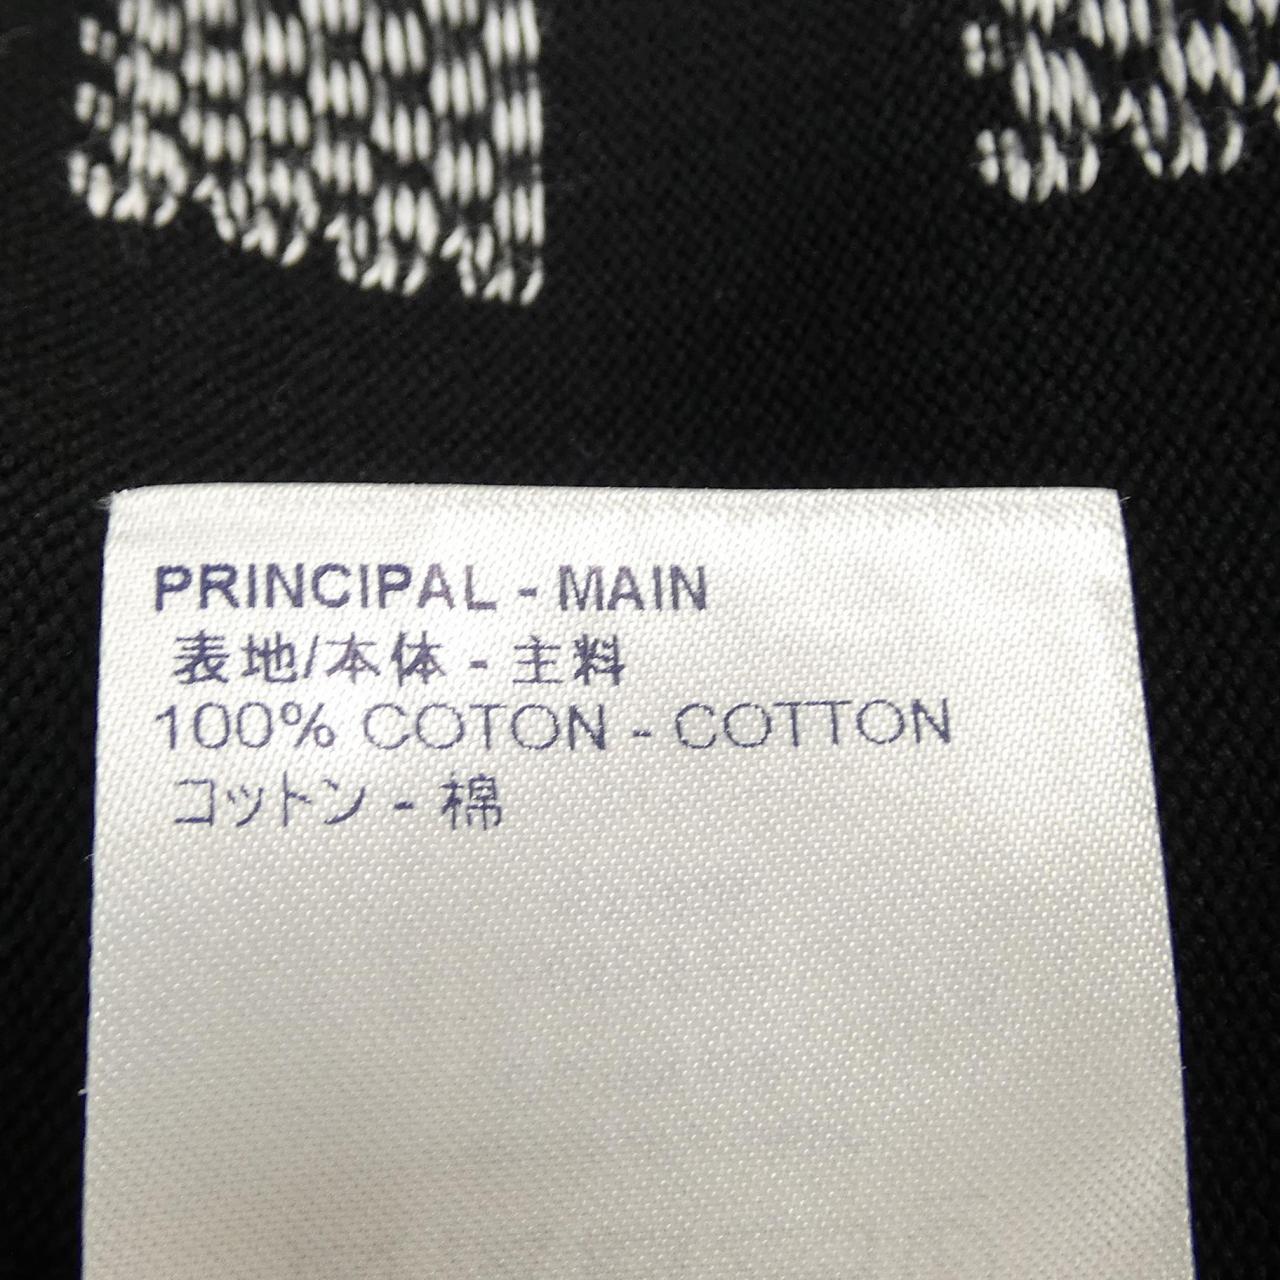 PRINCIPAL - MAIN
表地/本体 - 主料
100% COTON - COTTON
コットン - 棉